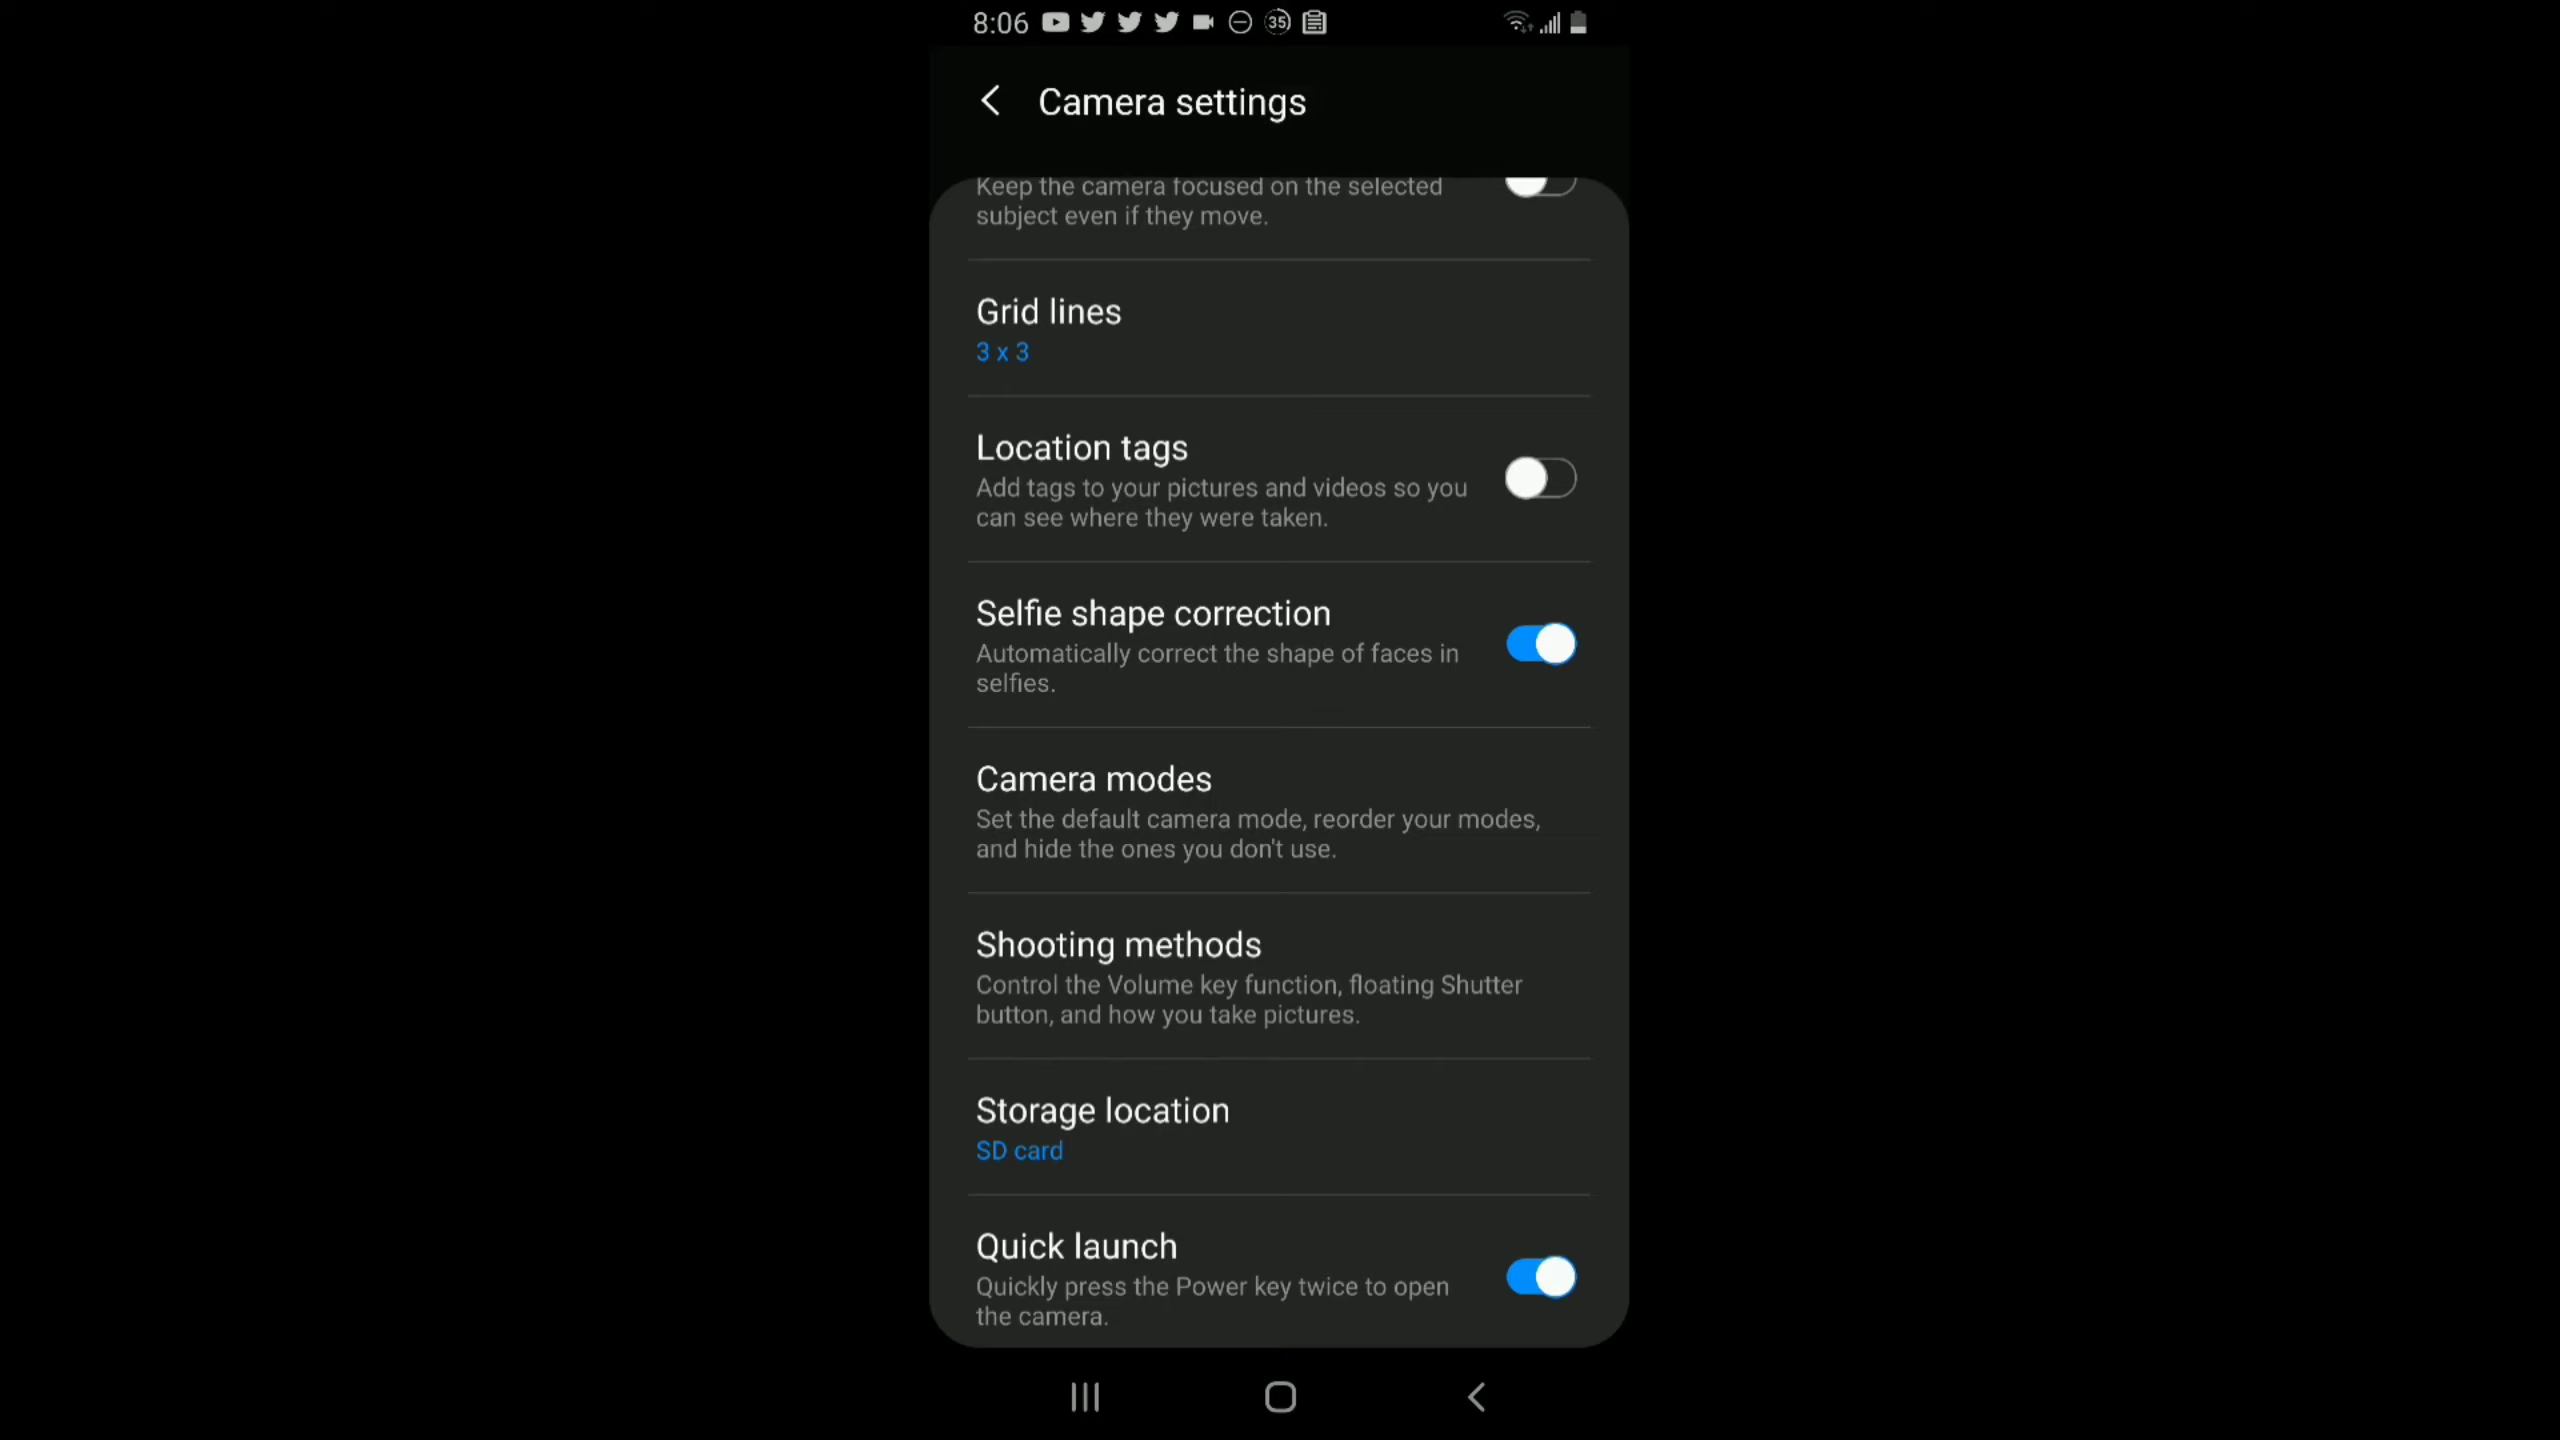 8:06
35
Camera settings
Keep the camera focused on the selected
subject even if they move.
Grid lines
3 x 3
Location tags
Add tags to your pictures and videos so you
can see where they were taken.
Selfie shape correction
Automatically correct the shape of faces in
selfies.
Camera modes
Set the default camera mode, reorder your modes,
and hide the ones you don't use.
Shooting methods
Control the Volume key function, floating Shutter
button, and how you take pictures.
Storage location
SD card
Quick launch
Quickly press the Power key twice to open
the camera.